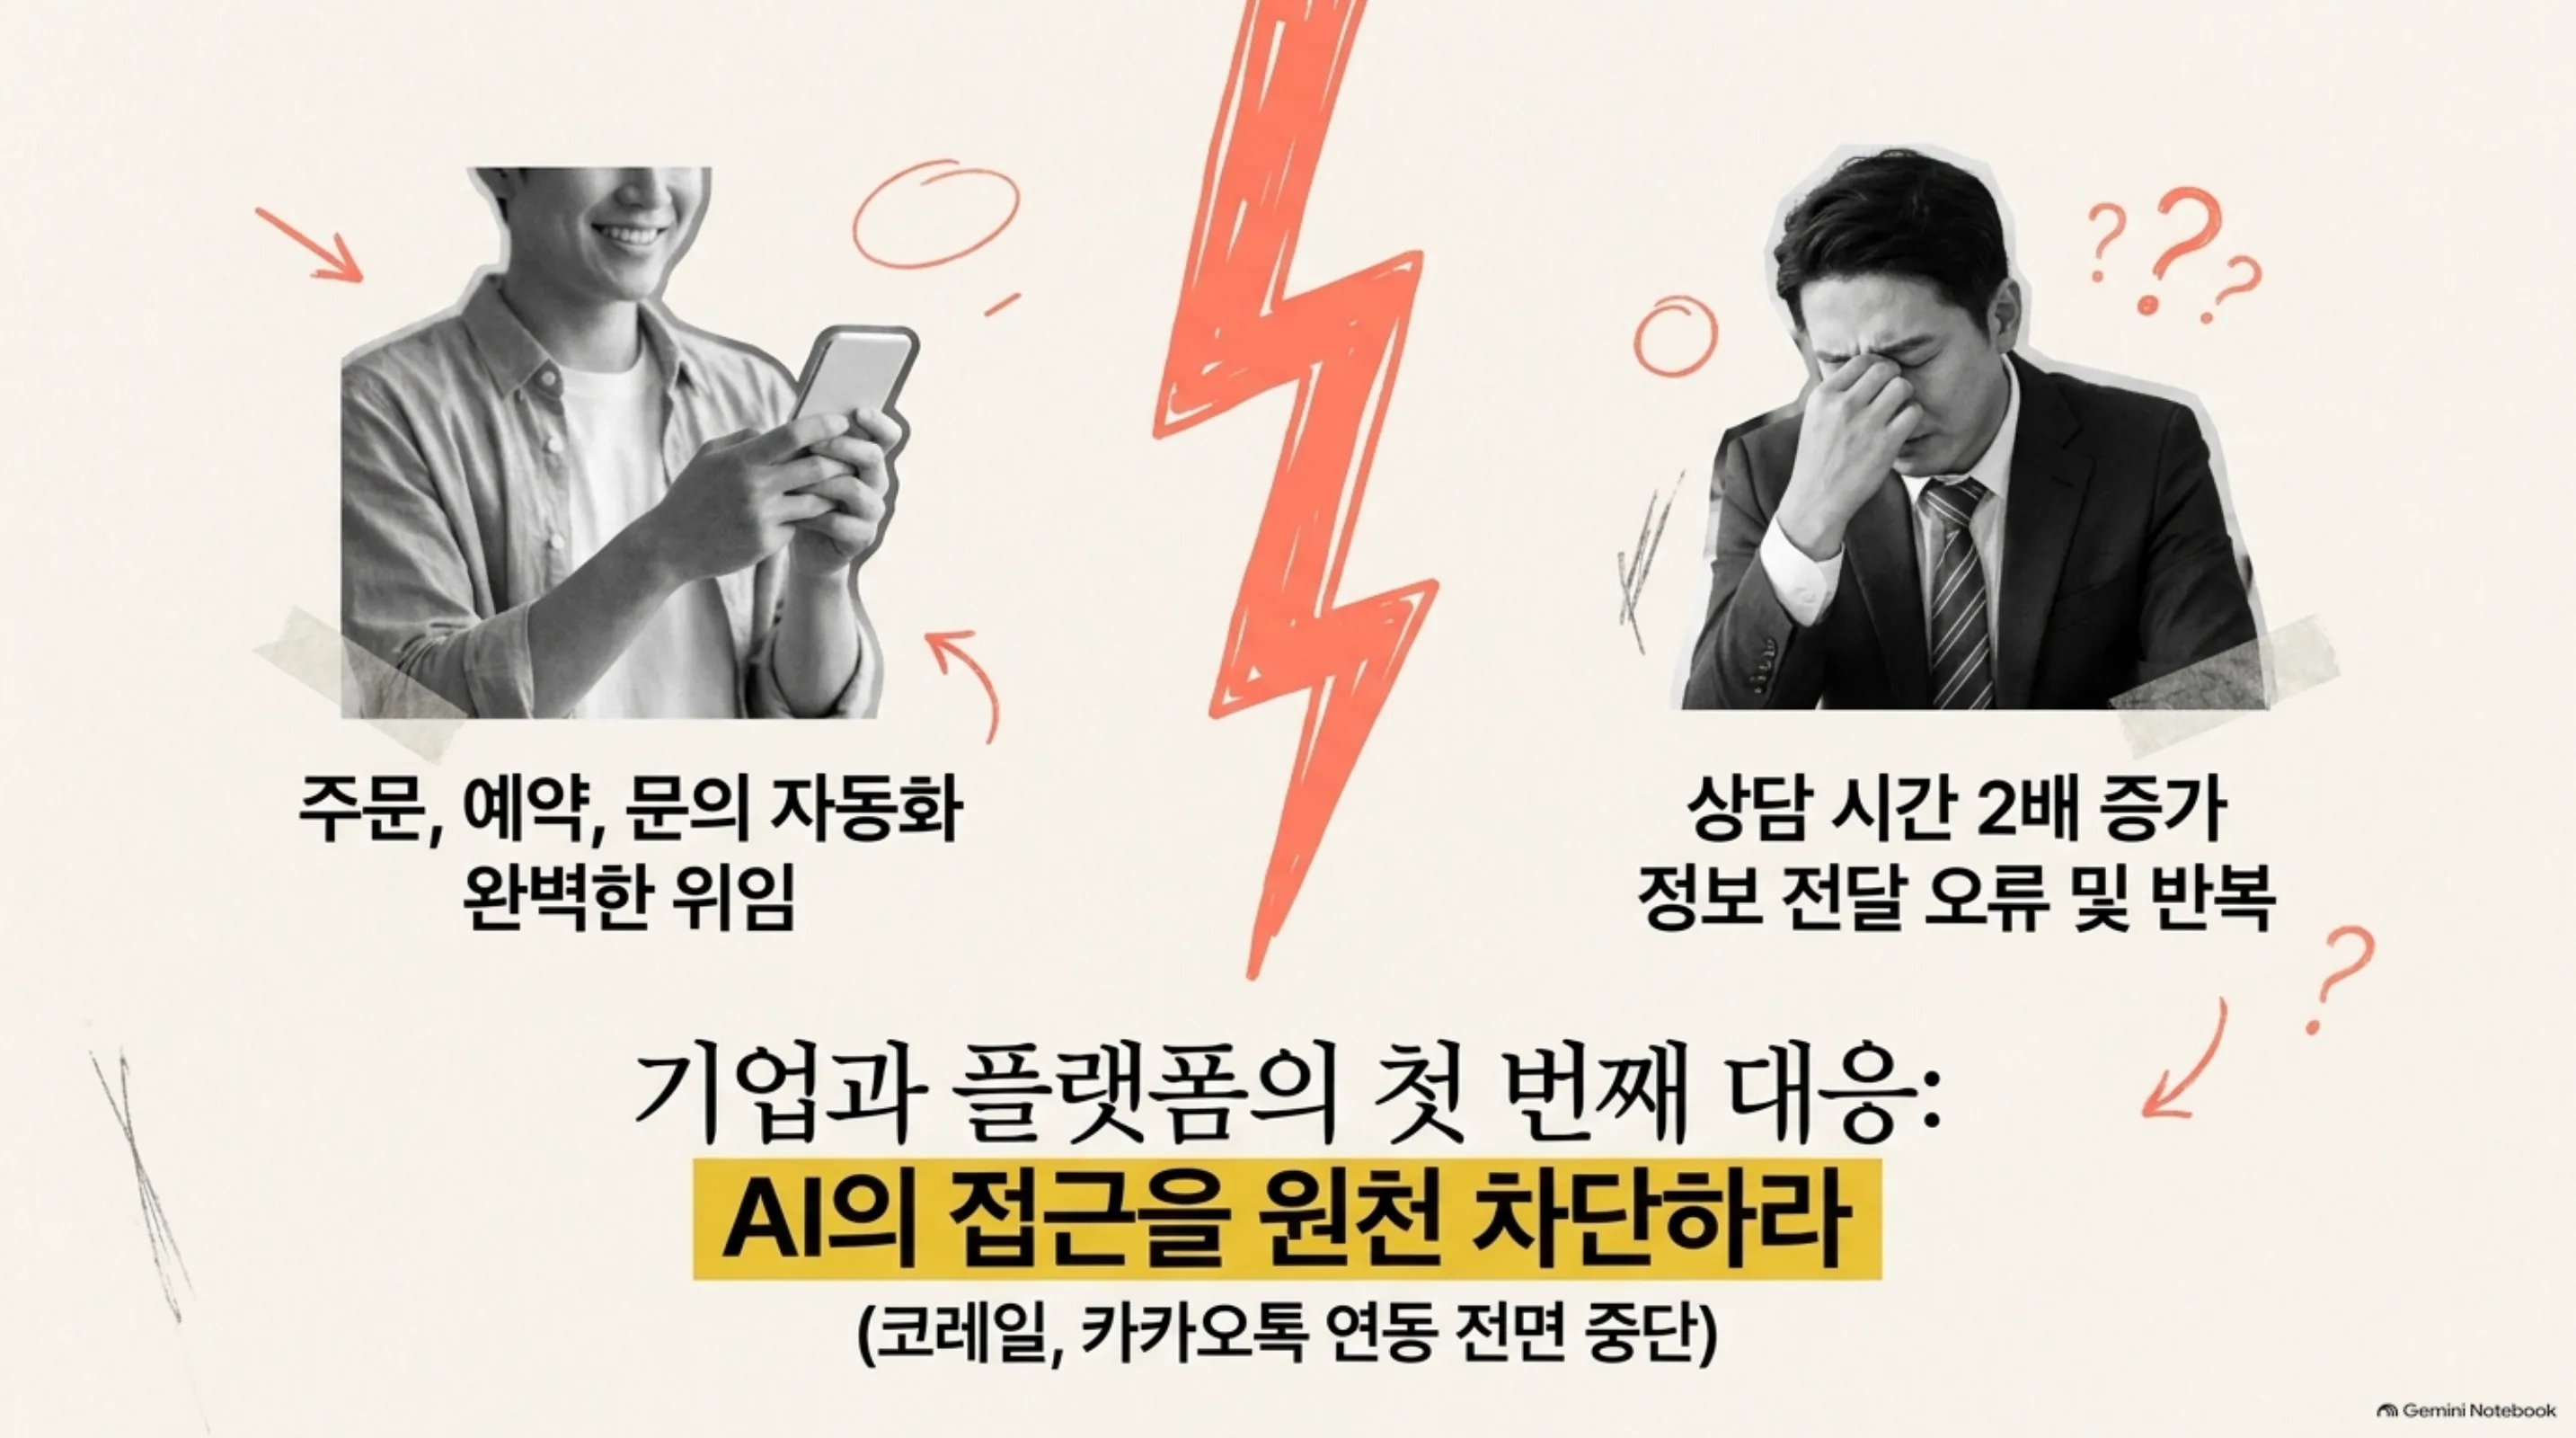 주문, 예약, 문의 자동화
완벽한 위임
상담 시간 2배 증가
정보 전달 오류 및 반복
기업과 플랫폼의 첫 번째 대응:
AI의 접근을 원천 차단하라
(코레일, 카카오톡 연동 전면 중단)
Gemini Notebook